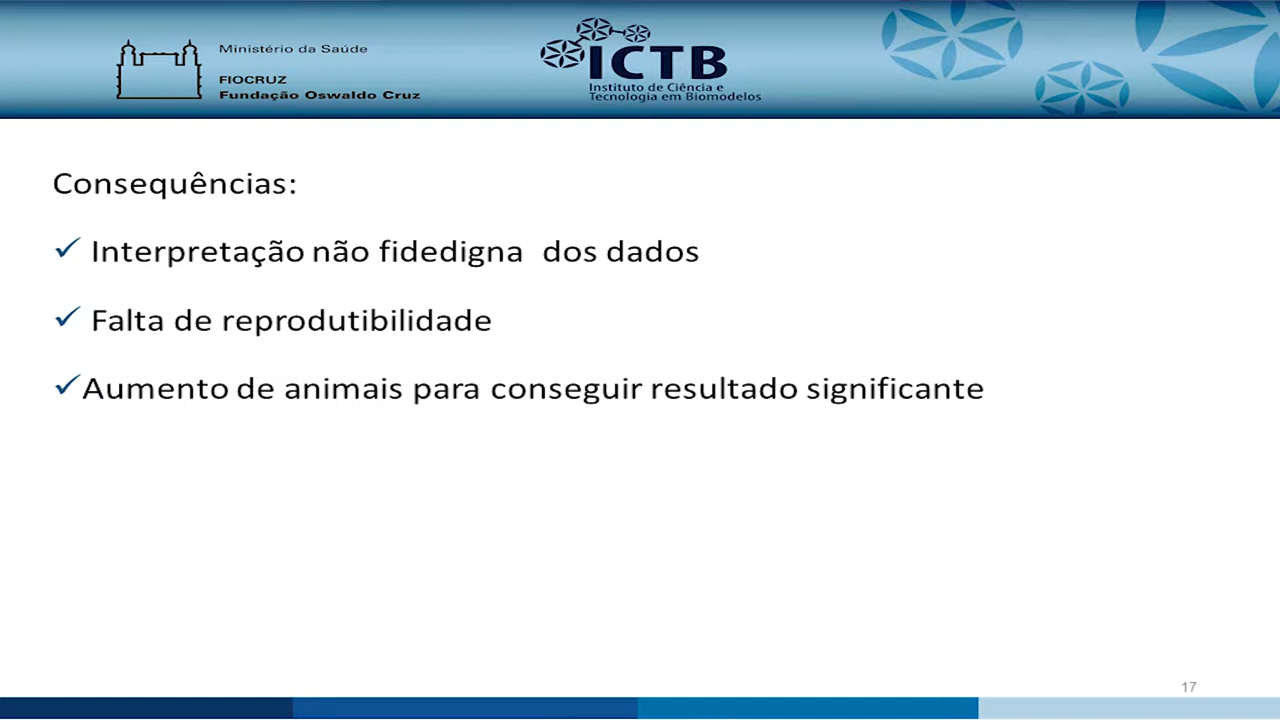 Ministério da Saúde
FIOCRUZ
Fundação Oswaldo Cruz
ICTB
Instituto de Ciência e
Tecnologia em Biomodelos
Consequências:
✓ Interpretação não fidedigna dos dados
✓ Falta de reprodutibilidade
✓Aumento de animais para conseguir resultado significante
17